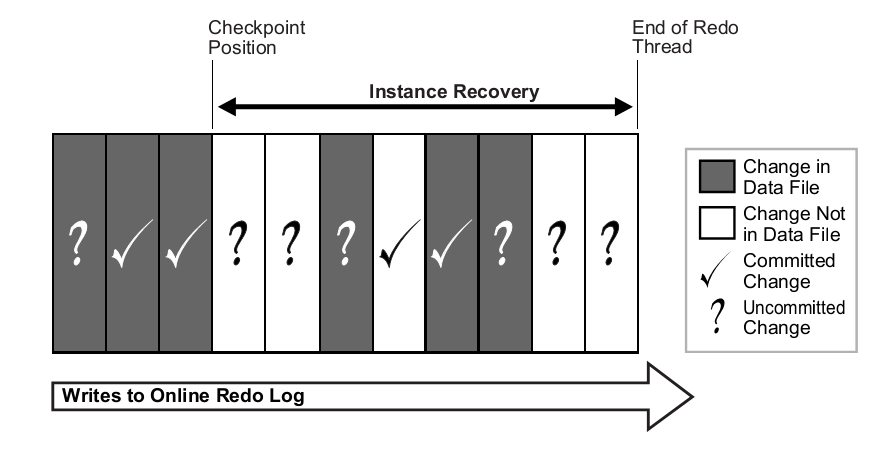 Checkpoint
Position
End of Redo
Thread
Instance Recovery
? ✓ ✓ ? ? ? ✓ ✓ ? ? ?
Change in
Data File
Change Not
in Data File
✓ Committed
Change
? Uncommitted
Change
Writes to Online Redo Log